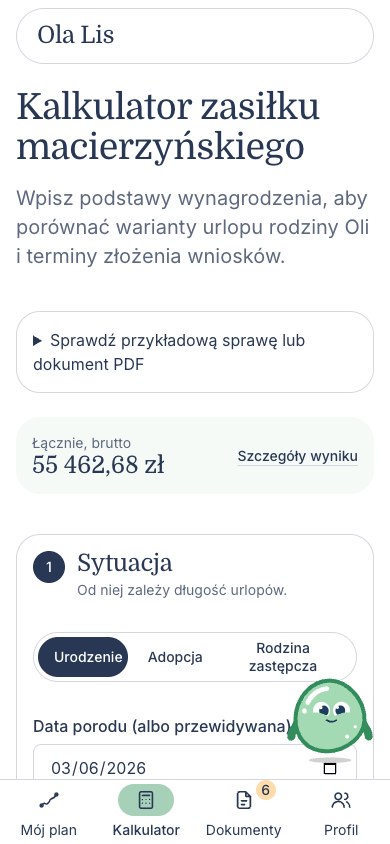 Ola Lis
Kalkulator zasiłku
macierzyńskiego
Wpisz podstawy wynagrodzenia, aby
porównać warianty urlopu rodziny Oli
i terminy złożenia wniosków.
Sprawdź przykładową sprawę lub
dokument PDF
Łącznie, brutto
55 462,68 zł
Szczegóły wyniku
1
Sytuacja
Od niej zależy długość urlopów.
Urodzenie
Adopcja
Rodzina
zastępcza
Data porodu (albo przewidywana)
03/06/2026
6
Mój plan
Kalkulator
Dokumenty
Profil